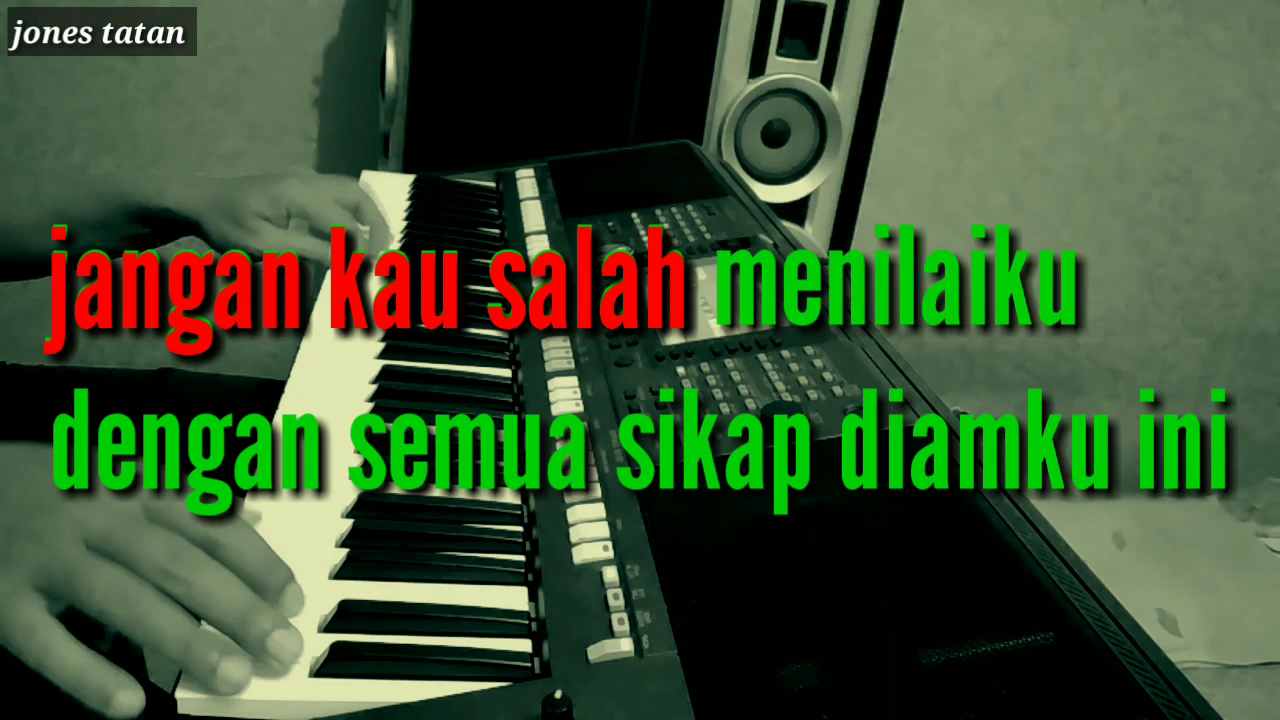 jones tatan
jangan kau salah menilaiku
dengan semua sikap diamku ini